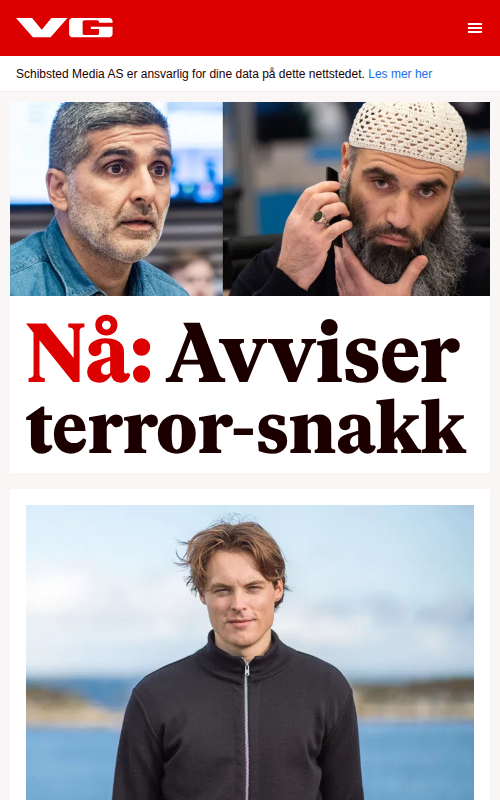 VG
Schibsted Media AS er ansvarlig for dine data på dette nettstedet. Les mer her
Nå: Avviser
terror-snakk